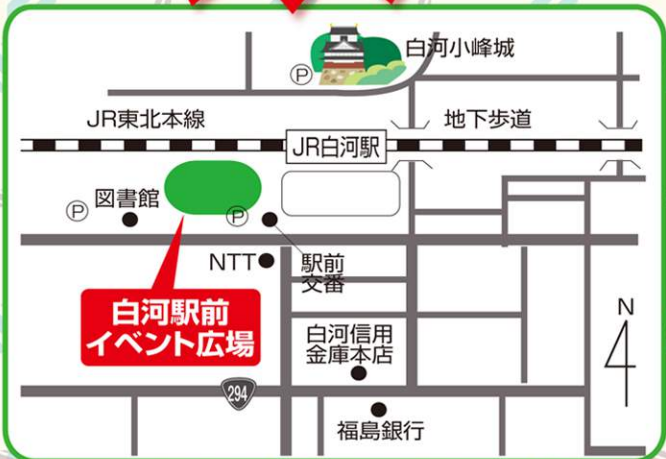 白河小峰城
Ⓟ
JR東北本線
地下歩道
JR白河駅
図書館
Ⓟ
Ⓟ
NTT
駅前
交番
白河駅前
イベント広場
白河信用
金庫本店
N
294
福島銀行